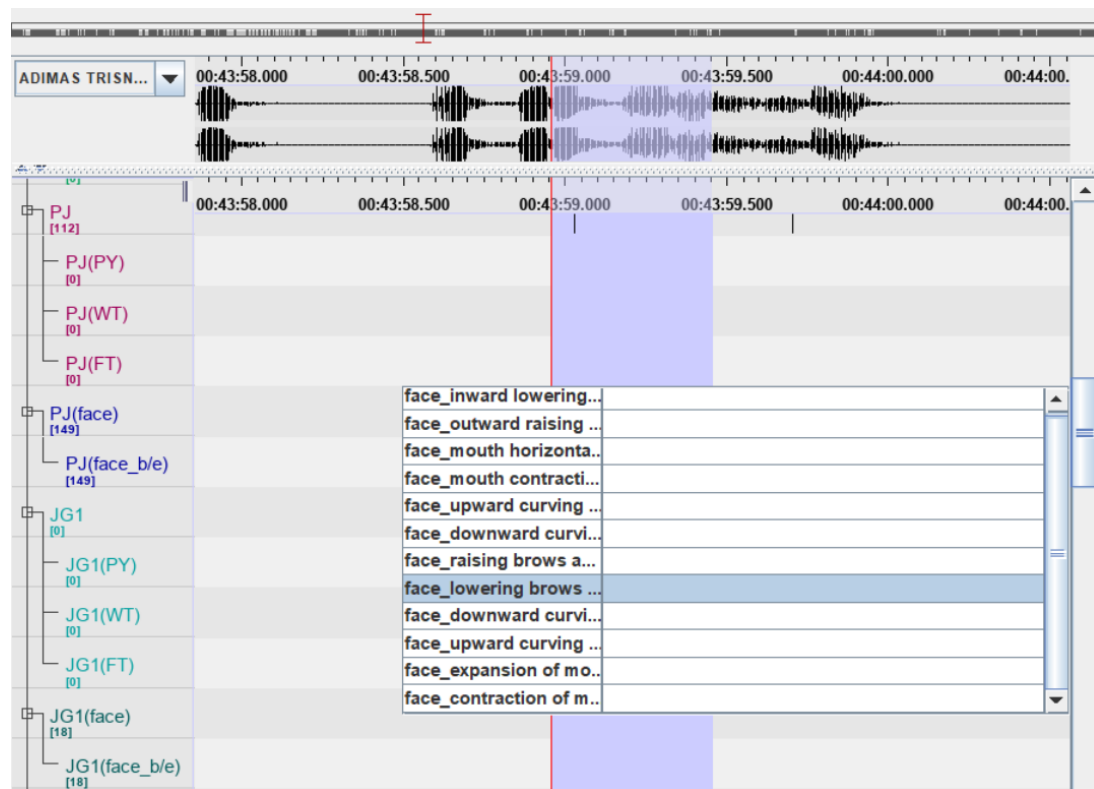 ADIMAS TRISN...
00:43:58.000 00:43:58.500 00:43:59.000 00:43:59.500 00:44:00.000 00:44:00.
00:43:58.000 00:43:58.500 00:43:59.000 00:43:59.500 00:44:00.000 00:44:00.
PJ
[112]
PJ(PY)
[0]
PJ(WT)
[0]
PJ(FT)
[0]
PJ(face)
[149]
PJ(face_b/e)
[149]
JG1
[0]
JG1(PY)
[0]
JG1(WT)
[0]
JG1(FT)
[0]
JG1(face)
[18]
JG1(face_b/e)
[18]
face_inward lowering...
face_outward raising ...
face_mouth horizonta...
face_mouth contracti...
face_upward curving ...
face_downward curvi...
face_raising brows a...
face_lowering brows ...
face_downward curvi...
face_upward curving ...
face_expansion of mo...
face_contraction of m...